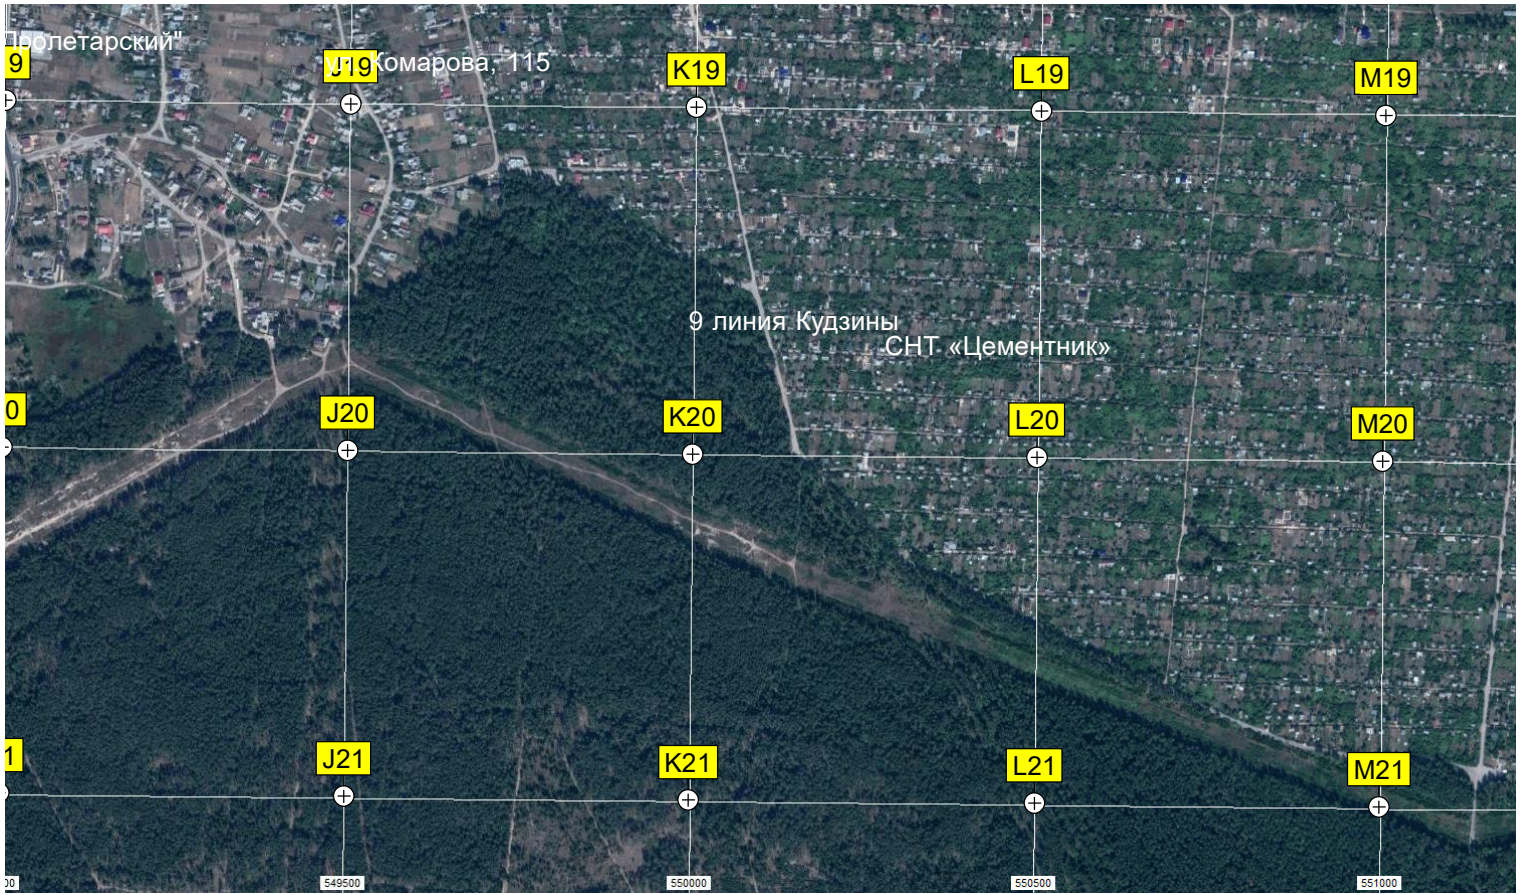 Пролетарский"
9
J19
ул. Комарова, 115
K19
L19
M19
9 линия Кудзины
СНТ «Цементник»
0
J20
K20
L20
M20
1
J21
K21
L21
M21
00
549500
550000
550500
551000